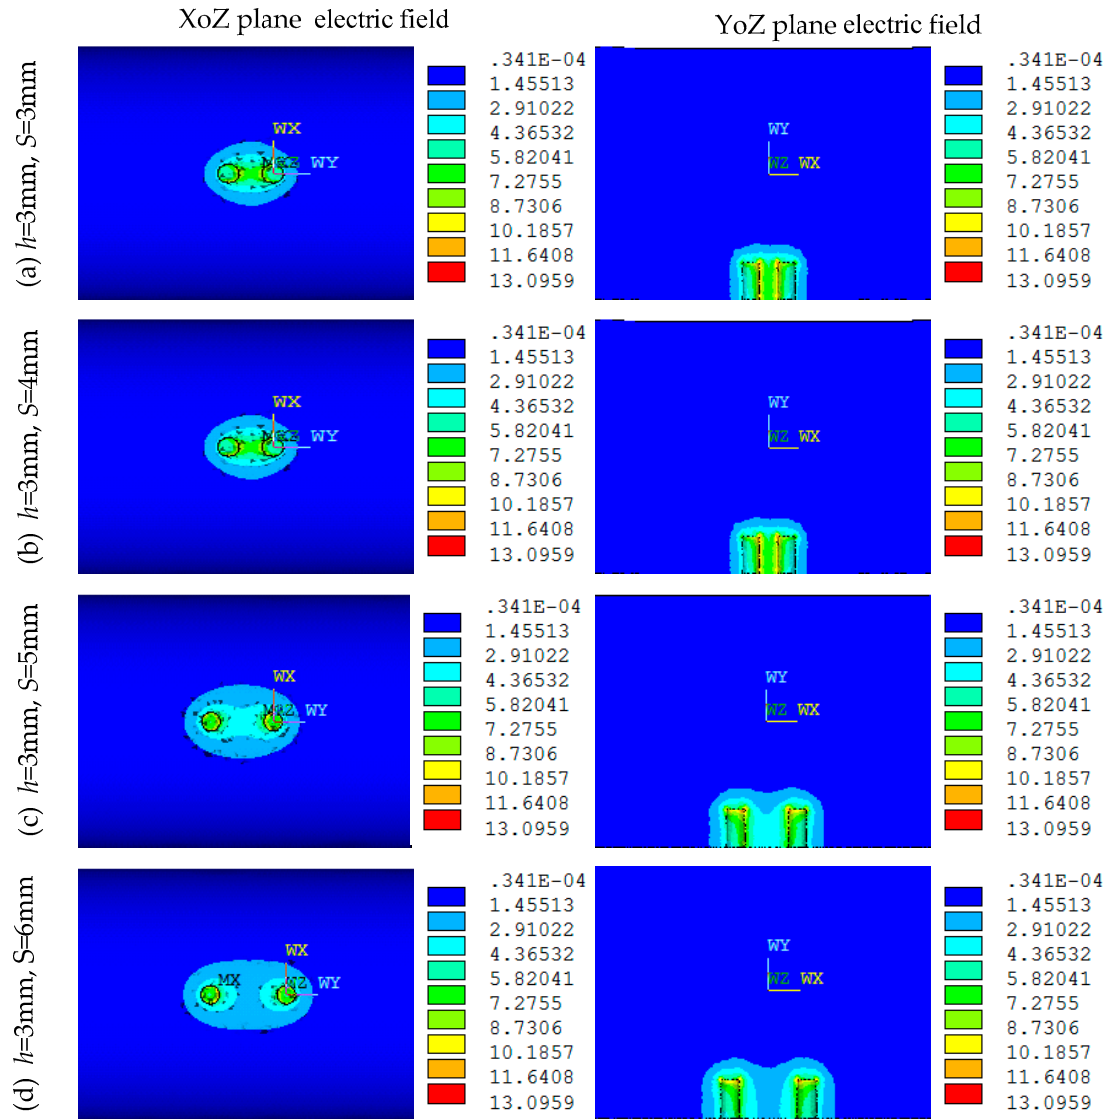 XoZ plane electric field
YoZ plane electric field
(a) h=3mm, S=3mm
WX
WY
.341E-04
1.45513
2.91022
4.36532
5.82041
7.2755
8.7306
10.1857
11.6408
13.0959
WY
WZ WX
.341E-04
1.45513
2.91022
4.36532
5.82041
7.2755
8.7306
10.1857
11.6408
13.0959
(b) h=3mm, S=4mm
WX
WY
.341E-04
1.45513
2.91022
4.36532
5.82041
7.2755
8.7306
10.1857
11.6408
13.0959
WY
WZ WX
.341E-04
1.45513
2.91022
4.36532
5.82041
7.2755
8.7306
10.1857
11.6408
13.0959
(c) h=3mm, S=5mm
WX
WY
.341E-04
1.45513
2.91022
4.36532
5.82041
7.2755
8.7306
10.1857
11.6408
13.0959
WY
WZ WX
.341E-04
1.45513
2.91022
4.36532
5.82041
7.2755
8.7306
10.1857
11.6408
13.0959
(d) h=3mm, S=6mm
WX
MX
WY
.341E-04
1.45513
2.91022
4.36532
5.82041
7.2755
8.7306
10.1857
11.6408
13.0959
WY
WZ WX
.341E-04
1.45513
2.91022
4.36532
5.82041
7.2755
8.7306
10.1857
11.6408
13.0959